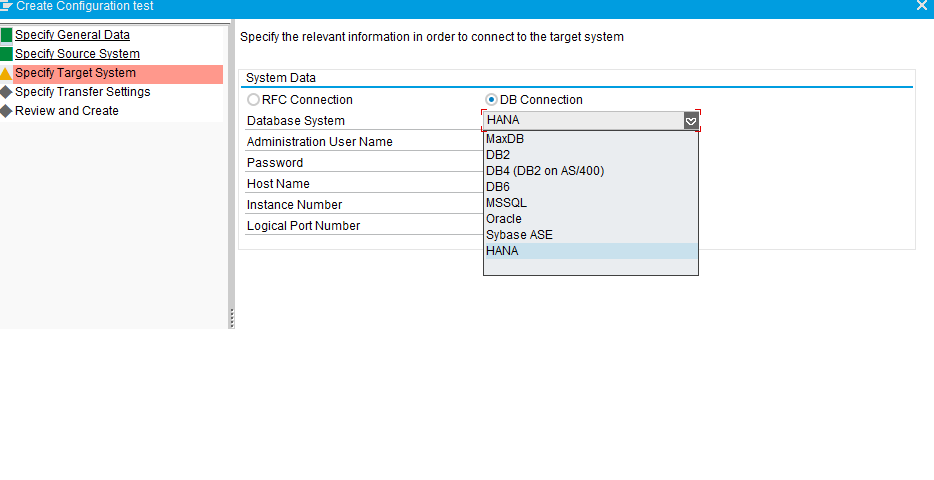 Create Configuration test
Specify General Data
Specify Source System
Specify Target System
Specify Transfer Settings
Review and Create
Specify the relevant information in order to connect to the target system
System Data
RFC Connection
DB Connection
Database System
HANA
Administration User Name
Password
Host Name
Instance Number
Logical Port Number
MaxDB
DB2
DB4 (DB2 on AS/400)
DB6
MSSQL
Oracle
Sybase ASE
HANA